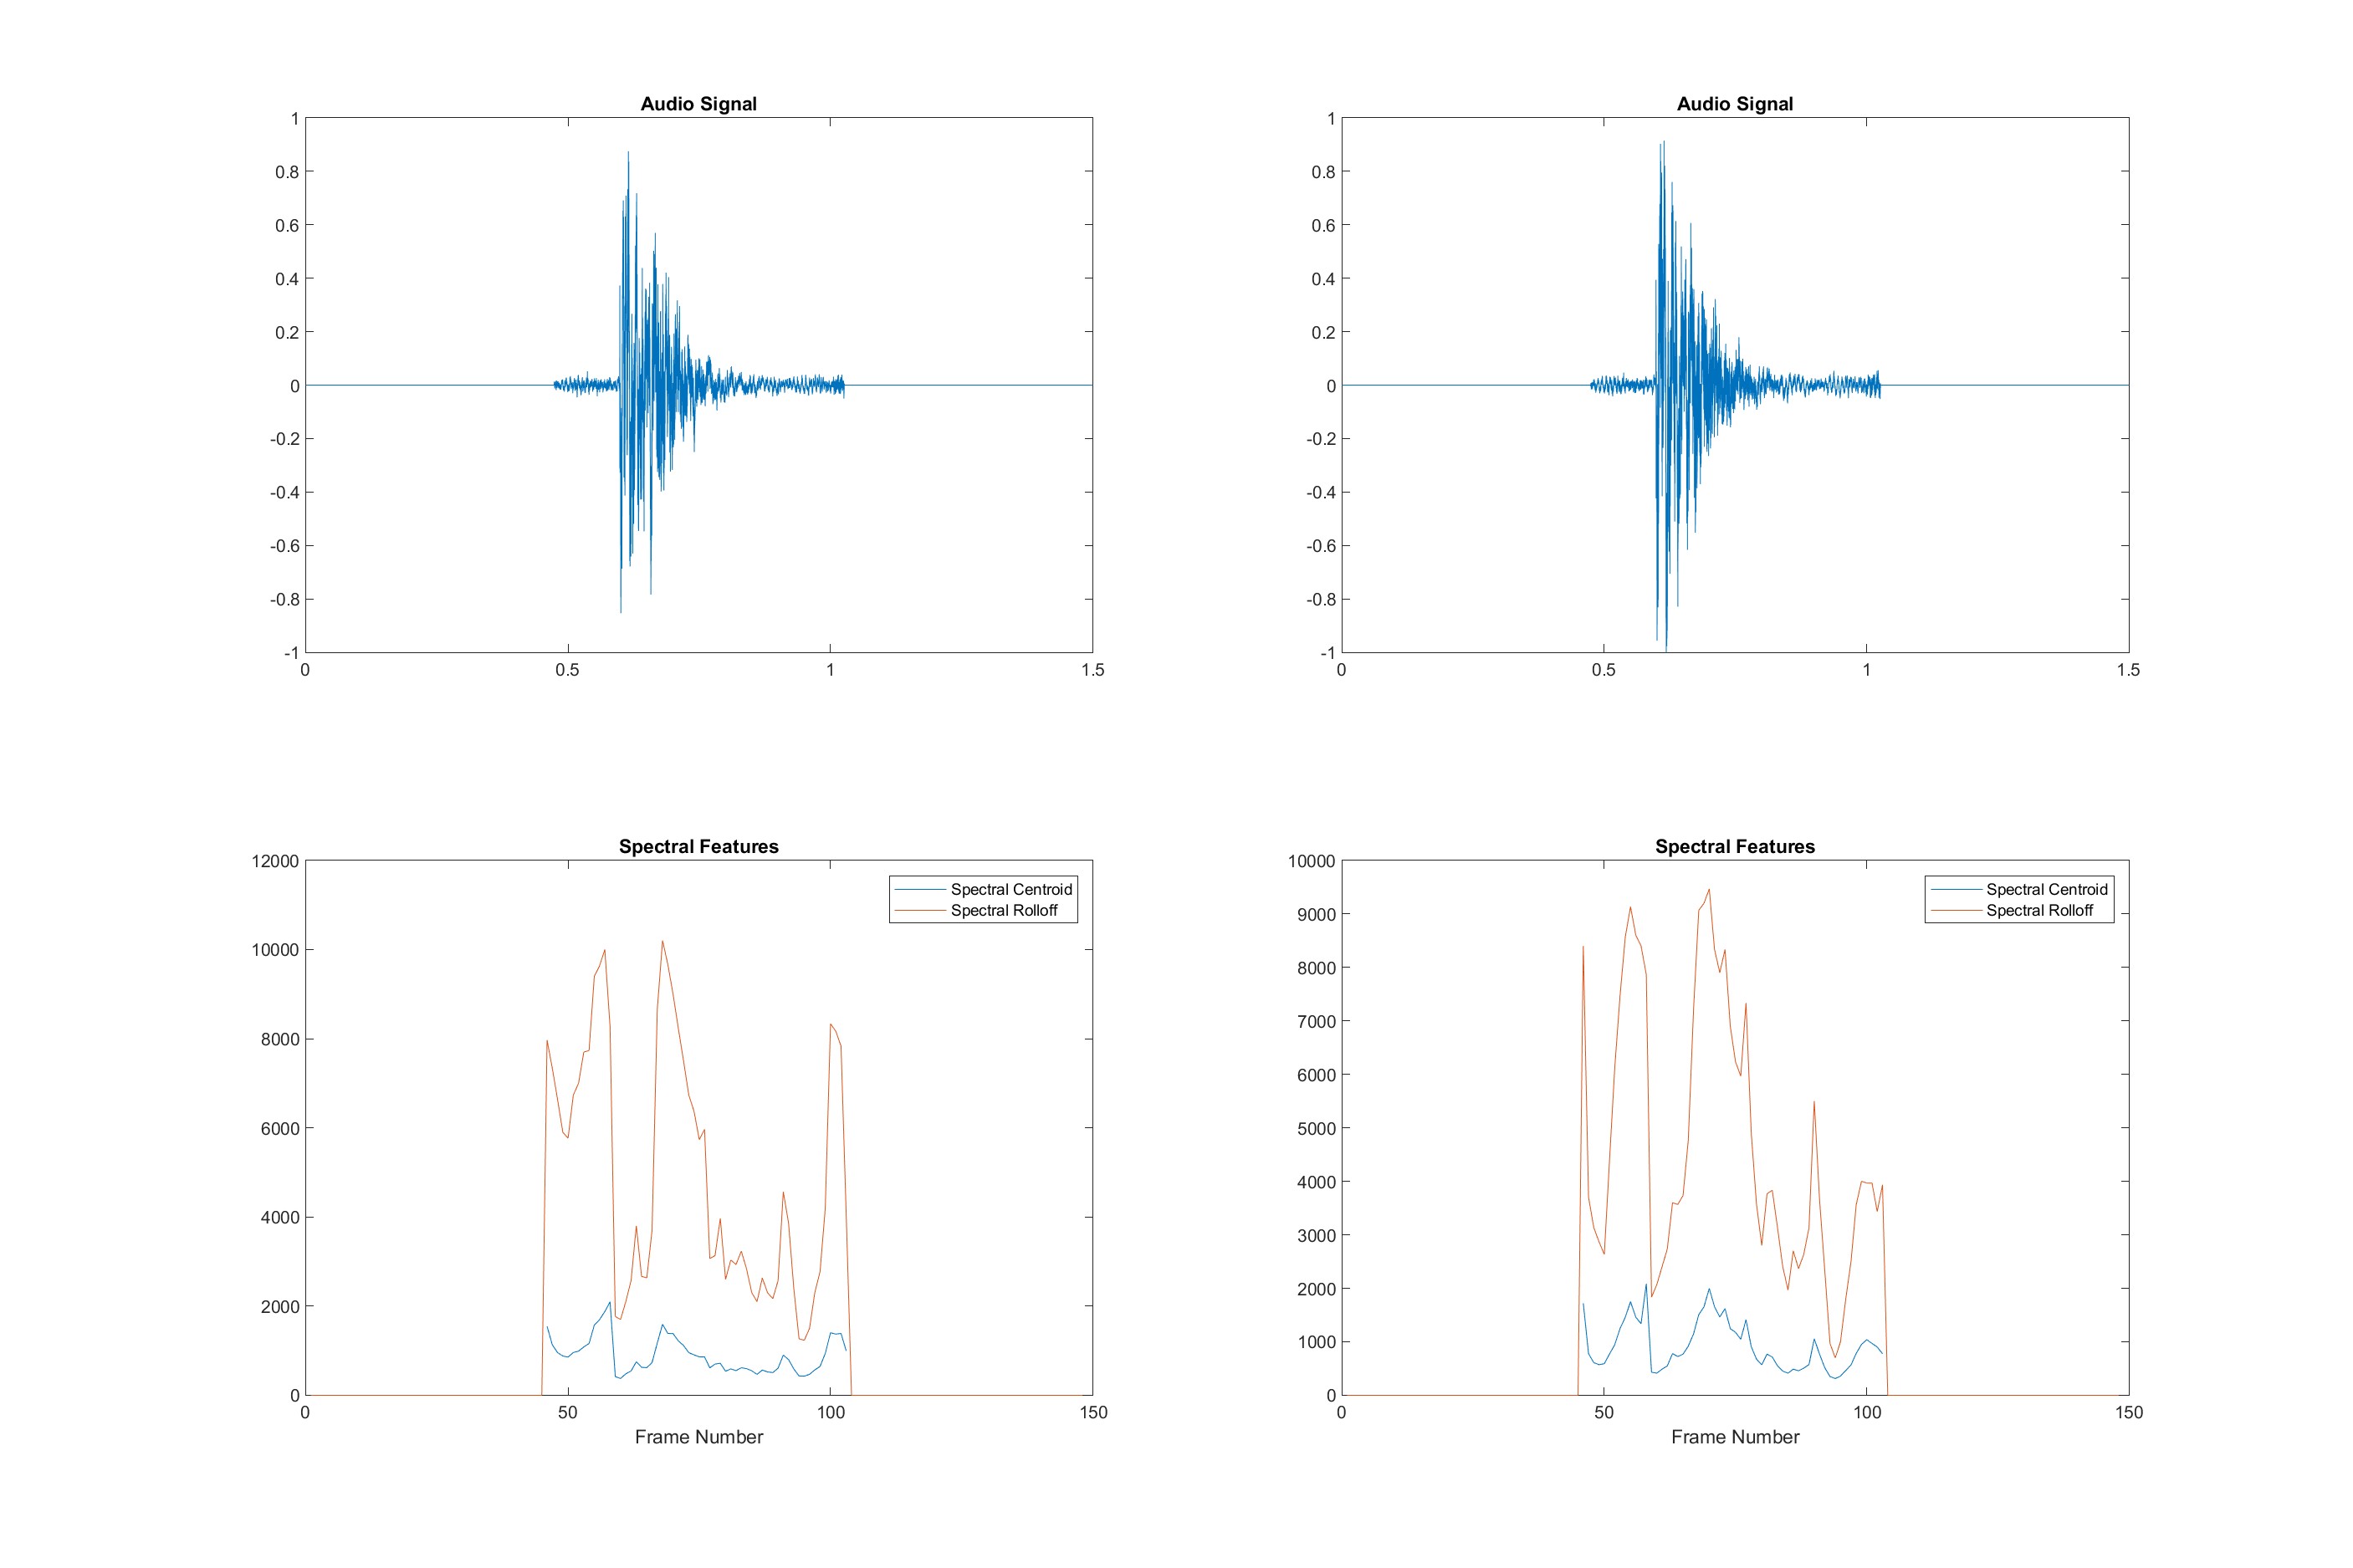 Audio Signal
1
0.8
0.6
0.4
0.2
0
-0.2
-0.4
-0.6
-0.8
-1
0 0.5 1 1.5
Audio Signal
1
0.8
0.6
0.4
0.2
0
-0.2
-0.4
-0.6
-0.8
-1
0 0.5 1 1.5
Spectral Features
12000
10000
8000
6000
4000
2000
0
Spectral Centroid
Spectral Rolloff
0 50 100 150
Frame Number
Spectral Features
10000
9000
8000
7000
6000
5000
4000
3000
2000
1000
0
Spectral Centroid
Spectral Rolloff
0 50 100 150
Frame Number